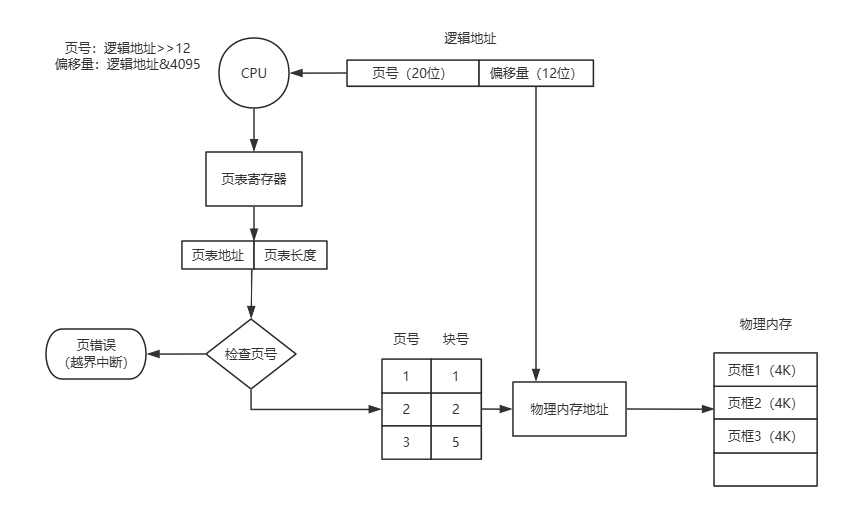 页号：逻辑地址>>12
偏移量：逻辑地址&4095
逻辑地址
CPU
页号（20位）
偏移量（12位）
页表寄存器
页表地址
页表长度
页错误
（越界中断）
检查页号
页号 块号
1 1
2 2
3 5
物理内存地址
物理内存
页框1（4K）
页框2（4K）
页框3（4K）